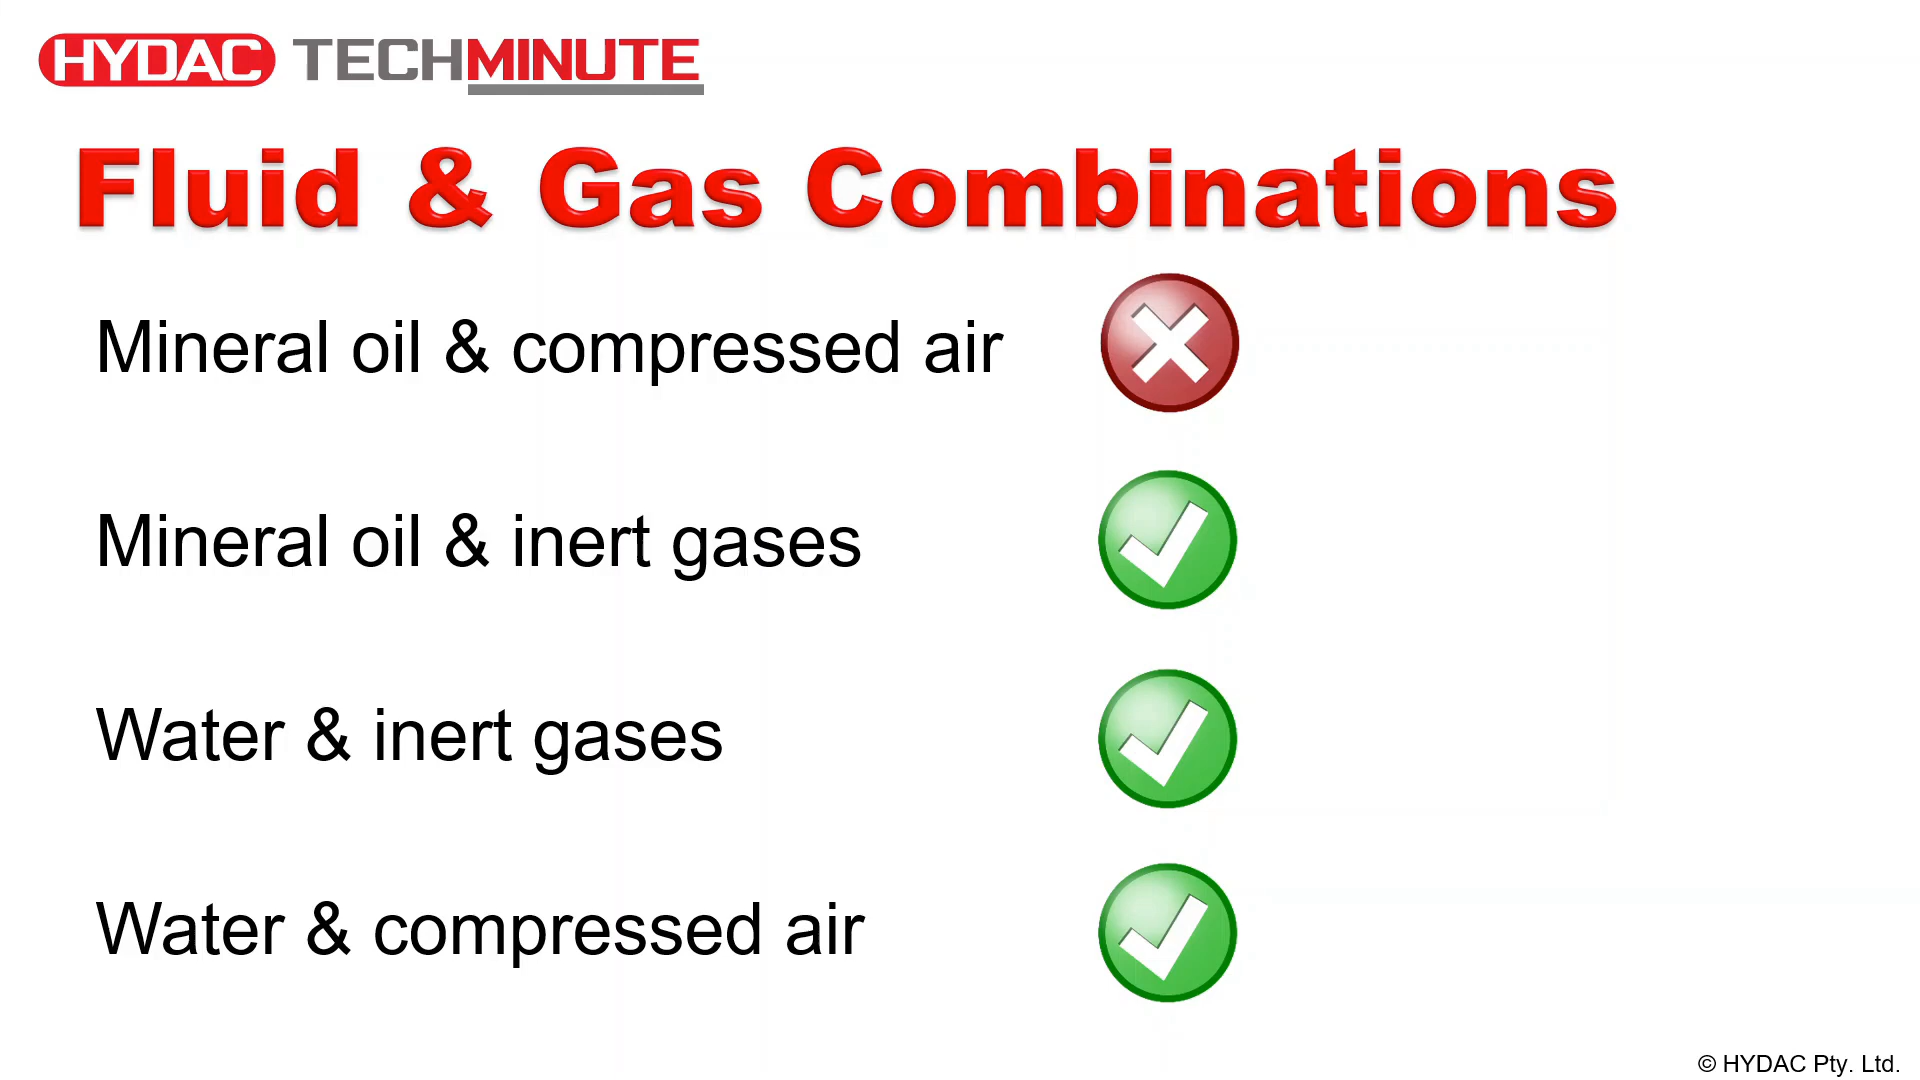 HYDAC TECHMINUTE
Fluid & Gas Combinations
Mineral oil & compressed air
Mineral oil & inert gases
Water & inert gases
Water & compressed air
© HYDAC Pty. Ltd.